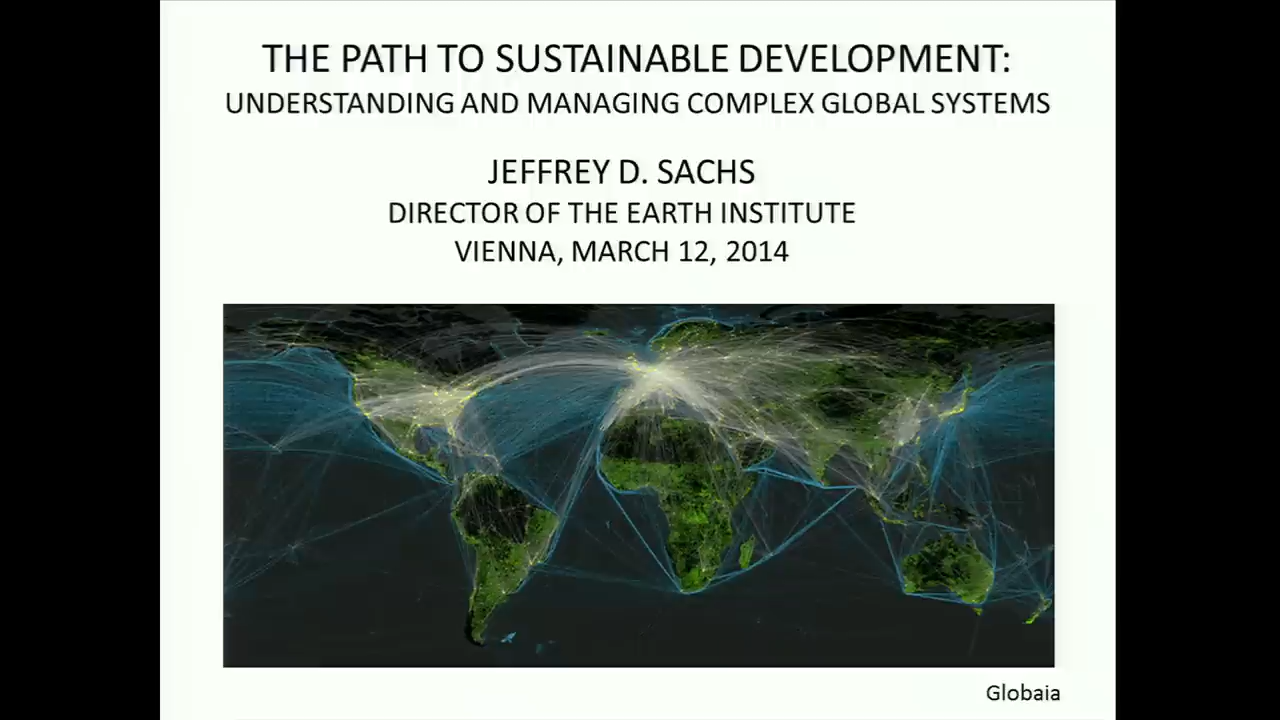 THE PATH TO SUSTAINABLE DEVELOPMENT:
UNDERSTANDING AND MANAGING COMPLEX GLOBAL SYSTEMS
JEFFREY D. SACHS
DIRECTOR OF THE EARTH INSTITUTE
VIENNA, MARCH 12, 2014
Globaia